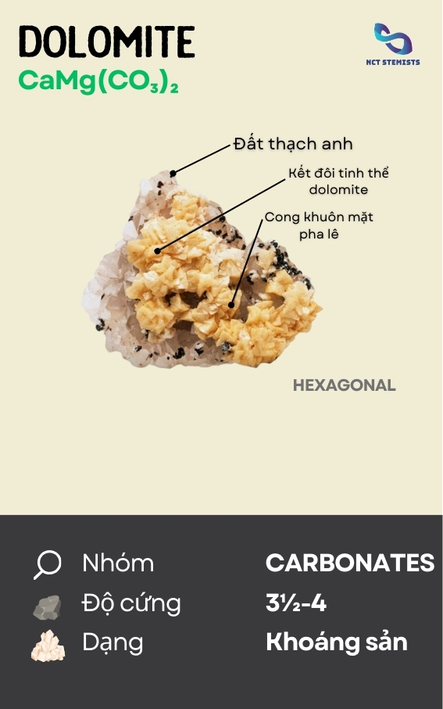 DOLOMITE
CaMg(CO₃)₂
NCT STEMISTS
Đất thạch anh
Kết đôi tinh thể
dolomite
Cong khuôn mặt
pha lê
HEXAGONAL
Nhóm CARBONATES
Độ cứng 3½-4
Dạng Khoáng sản